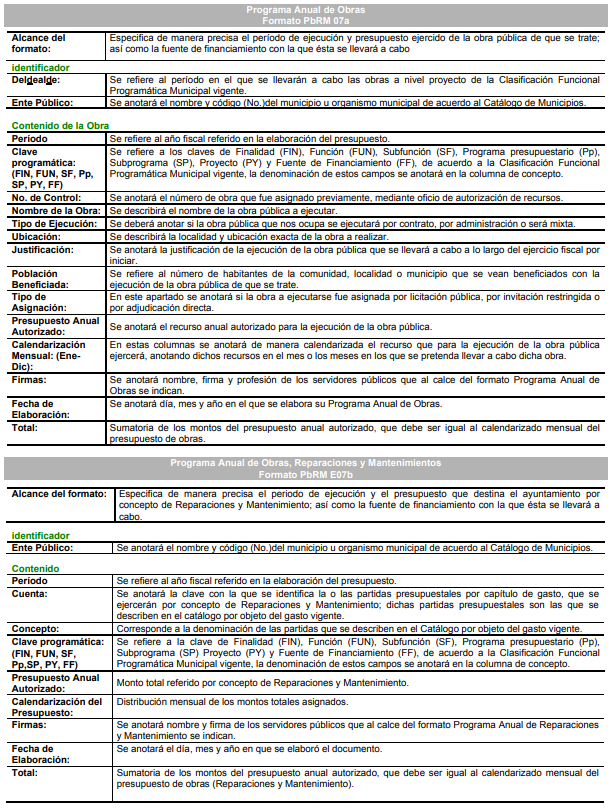 Programa Anual de Obras
Formato PbRM 07a
Alcance del formato: Especifica de manera precisa el período de ejecución y presupuesto ejercido de la obra pública de que se trate;
así como la fuente de financiamiento con la que ésta se llevará a cabo
identificador
Deldealde: Se refiere al período en el que se llevarán a cabo las obras a nivel proyecto de la Clasificación Funcional
Programática Municipal vigente.
Ente Público: Se anotará el nombre y código (No.)del municipio u organismo municipal de acuerdo al Catálogo de Municipios.
Contenido de la Obra
Período Se refiere al año fiscal referido en la elaboración del presupuesto.
Clave programática: (FIN, FUN, SF, Pp, SP, PY, FF) Se refiere a los claves de Finalidad (FIN), Función (FUN), Subfunción (SF), Programa presupuestario (Pp),
Subprograma (SP), Proyecto (PY) y Fuente de Financiamiento (FF), de acuerdo a la Clasificación Funcional
Programática Municipal vigente, la denominación de estos campos se anotará en la columna de concepto.
No. de Control: Se anotará el número de obra que fue asignado previamente, mediante oficio de autorización de recursos.
Nombre de la Obra: Se describirá el nombre de la obra pública a ejecutar.
Tipo de Ejecución: Se deberá anotar si la obra pública que nos ocupa se ejecutará por contrato, por administración o será mixta.
Ubicación: Se describirá la localidad y ubicación exacta de la obra a realizar.
Justificación: Se anotará la justificación de la ejecución de la obra pública que se llevará a cabo a lo largo del ejercicio fiscal por
iniciar.
Población Beneficiada: Se refiere al número de habitantes de la comunidad, localidad o municipio que se vean beneficiados con la
ejecución de la obra pública de que se trate.
Tipo de Asignación: En este apartado se anotará si la obra a ejecutarse fue asignada por licitación pública, por invitación restringida o
por adjudicación directa.
Presupuesto Anual Autorizado: Se anotará el recurso anual autorizado para la ejecución de la obra pública.
Calendarización Mensual: (Ene-Dic): En estas columnas se anotará de manera calendarizada el recurso que para la ejecución de la obra pública
ejercerá, anotando dichos recursos en el mes o los meses en los que se pretenda llevar a cabo dicha obra.
Firmas: Se anotará nombre, firma y profesión de los servidores públicos que al calce del formato Programa Anual de
Obras se indican.
Fecha de Elaboración: Se anotará día, mes y año en el que se elabora su Programa Anual de Obras.
Total: Sumatoria de los montos del presupuesto anual autorizado, que debe ser igual al calendarizado mensual del
presupuesto de obras.
Programa Anual de Obras, Reparaciones y Mantenimientos
Formato PbRM E07b
Alcance del formato: Especifica de manera precisa el periodo de ejecución y el presupuesto que destina el ayuntamiento por
concepto de Reparaciones y Mantenimiento; así como la fuente de financiamiento con la que ésta se llevará a
cabo.
identificador
Ente Público: Se anotará el nombre y código (No.)del municipio u organismo municipal de acuerdo al Catálogo de Municipios.
Contenido
Período Se refiere al año fiscal referido en la elaboración del presupuesto.
Cuenta: Se anotará la clave con la que se identifica la o las partidas presupuestales por capítulo de gasto, que se
ejercerán por concepto de Reparaciones y Mantenimiento; dichas partidas presupuestales son las que se
describen en el catálogo por objeto del gasto vigente.
Concepto: Corresponde a la denominación de las partidas que se describen en el Catálogo por objeto del gasto vigente.
Clave programática: (FIN, FUN, SF, Pp,SP, PY, FF) Se refiere a la clave de Finalidad (FIN), Función (FUN), Subfunción (SF), Programa presupuestario (Pp),
Subprograma (SP) Proyecto (PY) y Fuente de Financiamiento (FF), de acuerdo a la Clasificación Funcional
Programática Municipal vigente, la denominación de estos campos se anotará en la columna de concepto.
Presupuesto Anual Autorizado: Monto total referido por concepto de Reparaciones y Mantenimiento.
Calendarización del Presupuesto: Distribución mensual de los montos totales asignados.
Firmas: Se anotará nombre y firma de los servidores públicos que al calce del formato Programa Anual de Reparaciones
y Mantenimiento se indican.
Fecha de Elaboración: Se anotará el día, mes y año en que se elaboró el documento.
Total: Sumatoria de los montos del presupuesto anual autorizado, que debe ser igual al calendarizado mensual del
presupuesto de obras (Reparaciones y Mantenimiento).